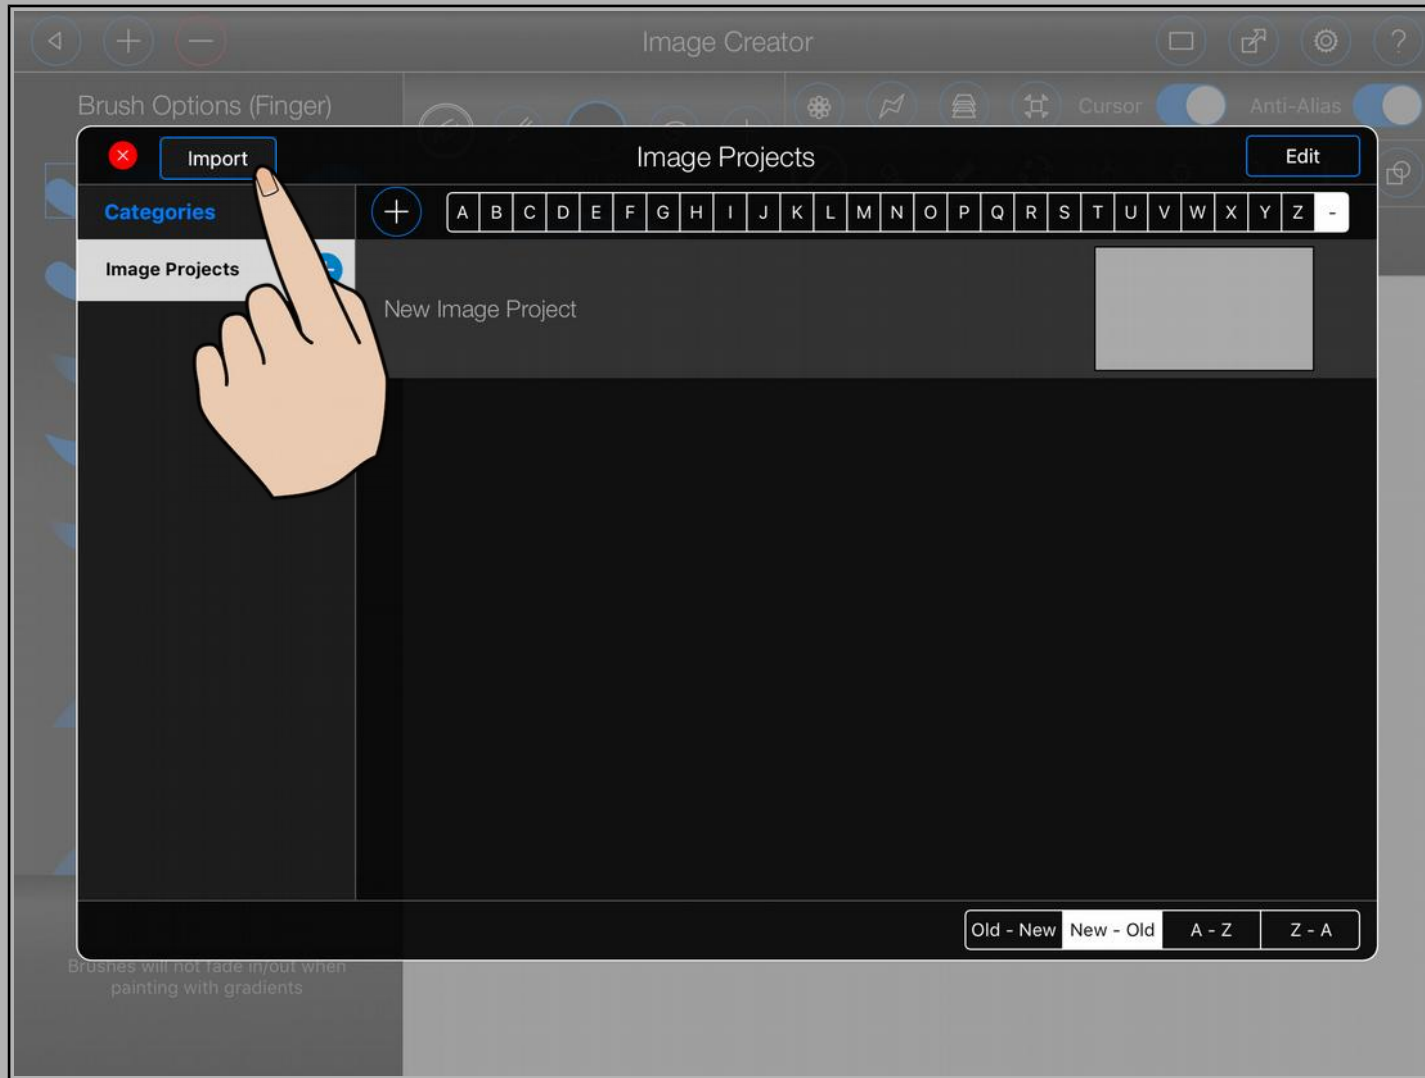 Image Creator
?
Brush Options (Finger)
Cursor
Anti-Alias
Import
Image Projects
Edit
Categories
A B C D E F G H I J K L M N O P Q R S T U V W X Y Z -
Image Projects
New Image Project
Old - New New - Old A - Z Z - A
Brushes will not fade in/out when
painting with gradients